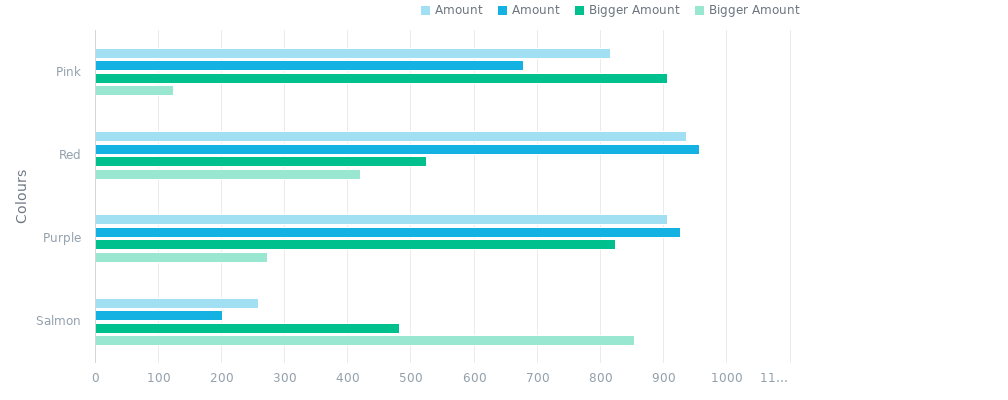 Amount Amount Bigger Amount Bigger Amount
Pink
Red
Purple
Salmon
Colours
0 100 200 300 400 500 600 700 800 900 1000 11...